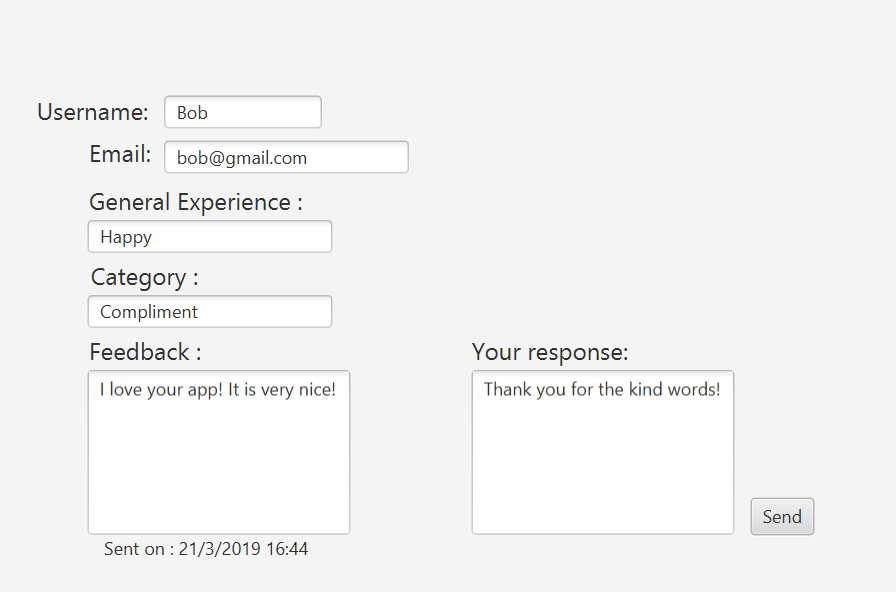 Username: Bob
Email: bob@gmail.com
General Experience :
Happy
Category :
Compliment
Feedback :
I love your app! It is very nice!
Sent on : 21/3/2019 16:44
Your response:
Thank you for the kind words!
Send